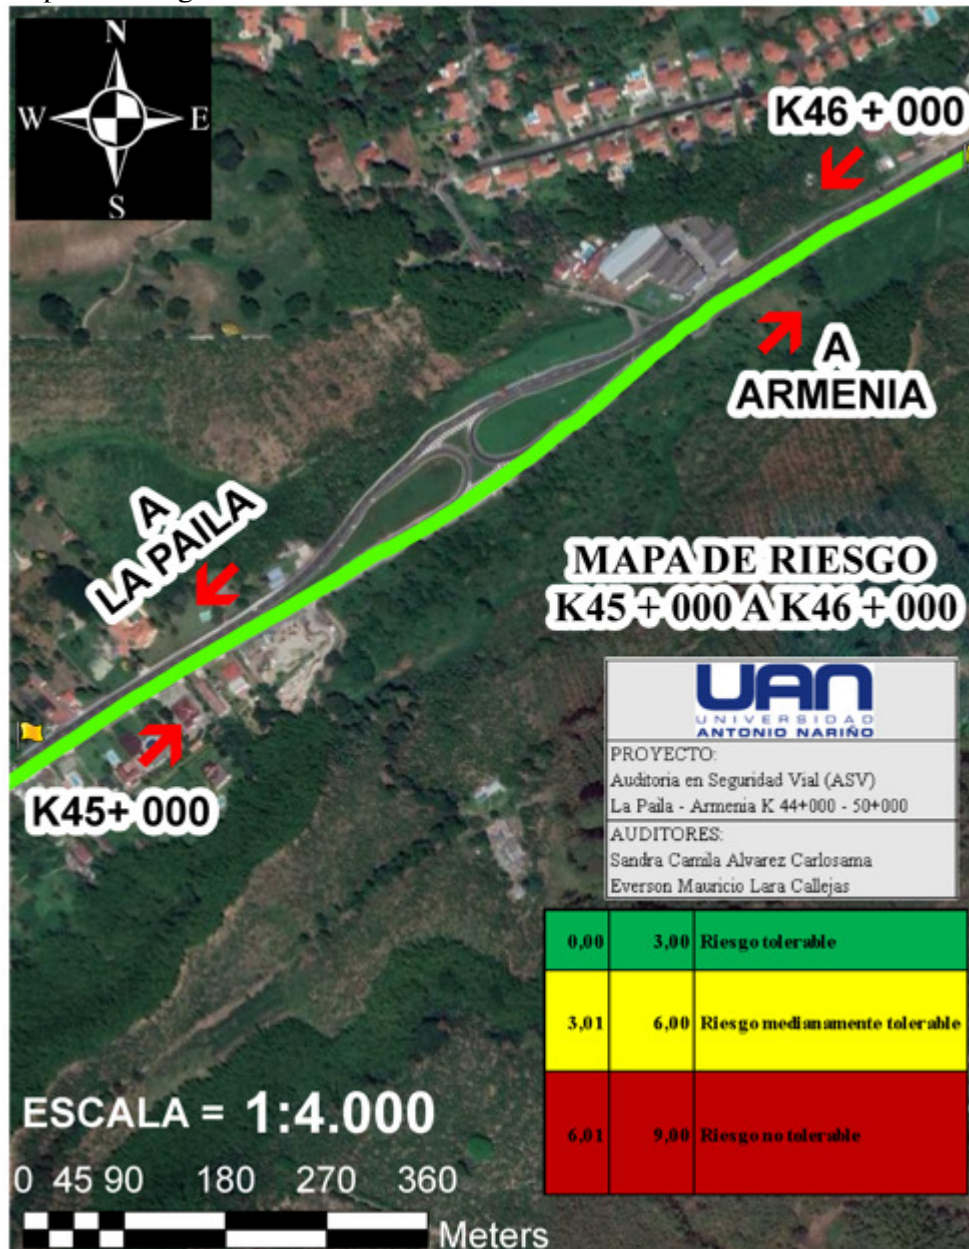 N
W E
S
K46 + 000
A
ARMENIA
A
LA PAILA
MAPA DE RIESGO
K45 + 000 A K46 + 000
K45+ 000
UAN
UNIVERSIDAD
ANTONIO NARIÑO
PROYECTO:
Auditoria en Seguridad Vial (ASV)
La Paila - Armenia K 44+000 - 50+000
AUDITORES:
Sandra Camila Alvarez Carlosama
Everson Mauricio Lara Callejas
0,00 3,00 Riesgo tolerable
3,01 6,00 Riesgo medianamente tolerable
6,01 9,00 Riesgo no tolerable
ESCALA = 1:4.000
0 45 90 180 270 360
Meters